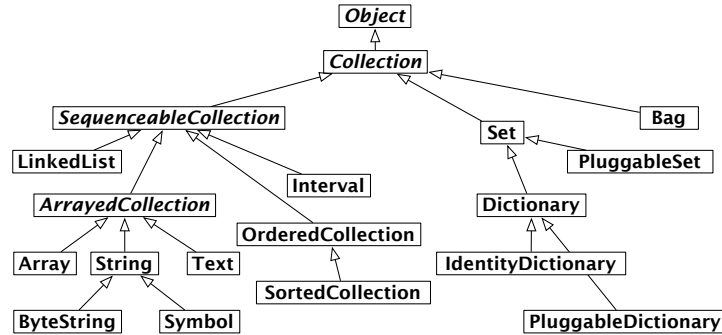 Object
Collection
SequenceableCollection
Bag
Set
LinkedList
PluggableSet
Interval
ArrayedCollection
Dictionary
OrderedCollection
Array
String
Text
IdentityDictionary
SortedCollection
ByteString
Symbol
PluggableDictionary